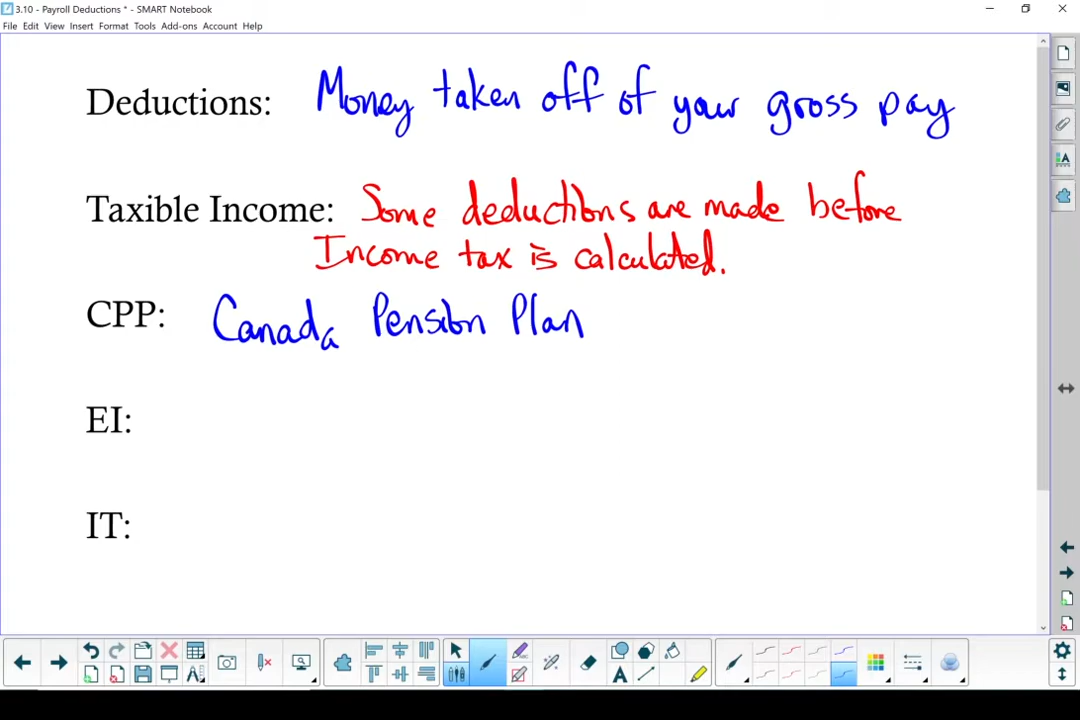 3.10 - Payroll Deductions * - SMART Notebook
File Edit View Insert Format Tools Add-ons Account Help
Deductions: Money taken off of your gross pay
Taxible Income: Some deductions are made before
Income tax is calculated.
CPP: Canada Pension Plan
EI:
IT: